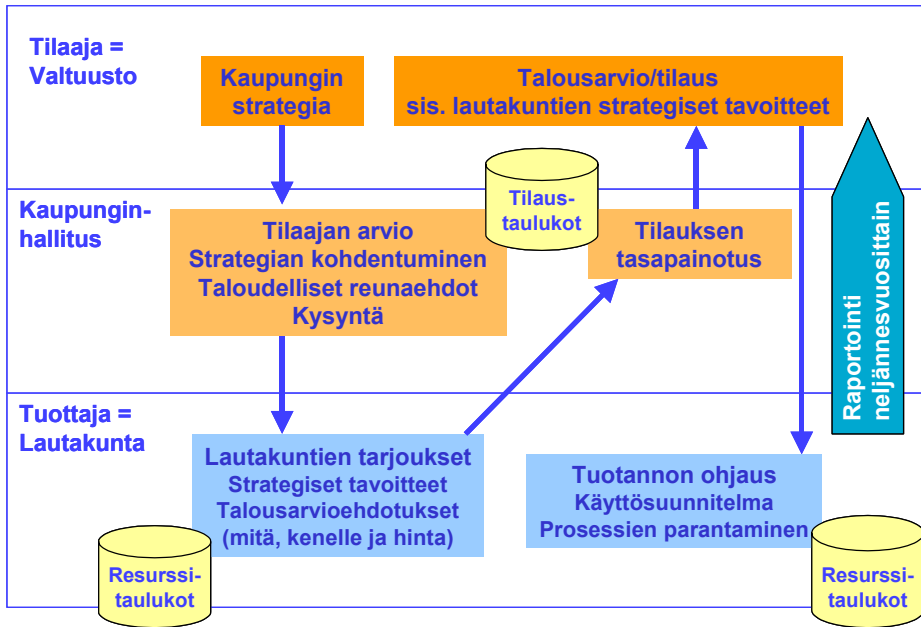 Tilaaja =
Valtuusto
Kaupungin
strategia
Talousarvio/tilaus
sis. lautakuntien strategiset tavoitteet
Kaupungin-
hallitus
Tilaajan arvio
Strategian kohdentuminen
Taloudelliset reunaehdot
Kysyntä
Tilaus-
taulukot
Tilauksen
tasapainotus
Raportointi
neljännesvuosittain
Tuottaja =
Lautakunta
Lautakuntien tarjoukset
Strategiset tavoitteet
Talousarvioehdotukset
(mitä, kenelle ja hinta)
Tuotannon ohjaus
Käyttösuunnitelma
Prosessien parantaminen
Resurssi-
taulukot
Resurssi-
taulukot